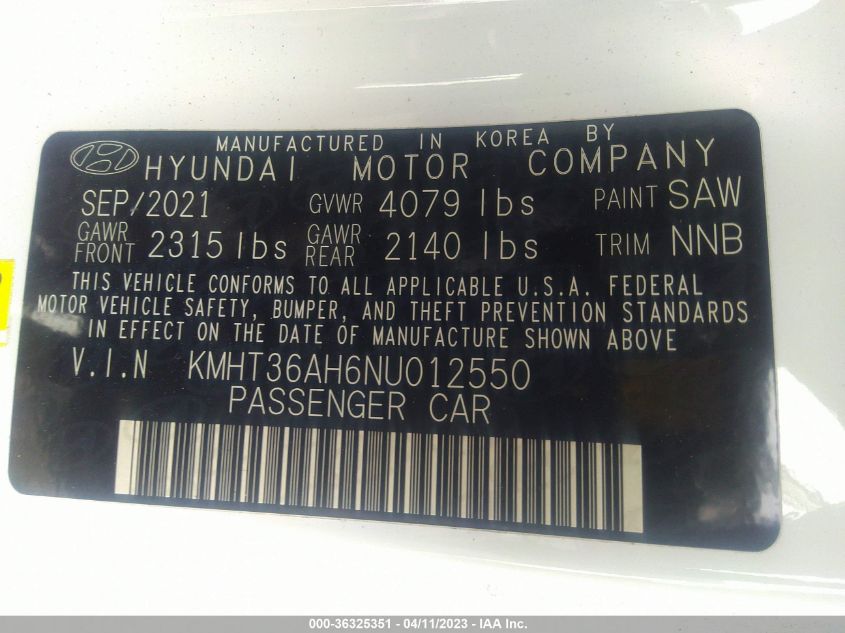 MANUFACTURED IN KOREA BY
HYUNDAI MOTOR COMPANY
SEP/2021 GVWR 4079 lbs PAINT SAW
GAWR FRONT 2315 lbs GAWR REAR 2140 lbs TRIM NNB
THIS VEHICLE CONFORMS TO ALL APPLICABLE U.S.A. FEDERAL
MOTOR VEHICLE SAFETY, BUMPER, AND THEFT PREVENTION STANDARDS
IN EFFECT ON THE DATE OF MANUFACTURE SHOWN ABOVE
V.I.N KMHT36AH6NU012550
PASSENGER CAR
000-36325351 | 04/11/2023 - IAA Inc.